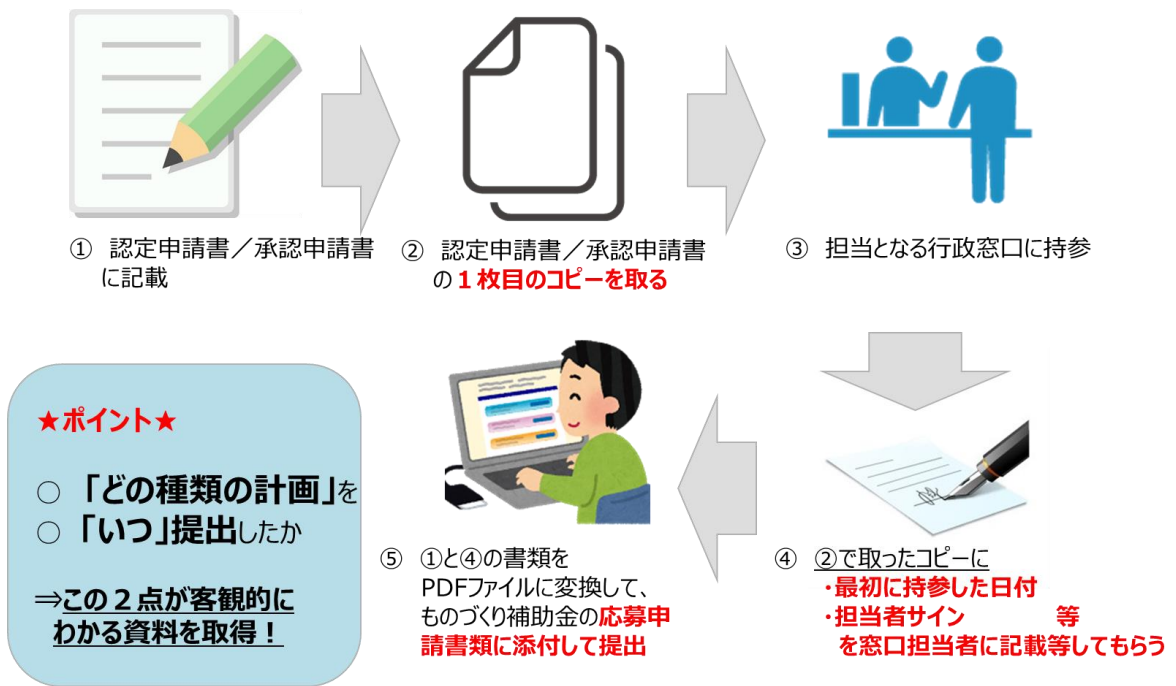 ① 認定申請書／承認申請書
に記載
② 認定申請書／承認申請書
の１枚目のコピーを取る
③ 担当となる行政窓口に持参
④ ②で取ったコピーに
・最初に持参した日付
・担当者サイン 等
を窓口担当者に記載等してもらう
⑤ ①と④の書類を
PDFファイルに変換して、
ものづくり補助金の応募申
請書類に添付して提出
★ポイント★
○ 「どの種類の計画」を
○ 「いつ」提出したか
⇒この２点が客観的に
わかる資料を取得！